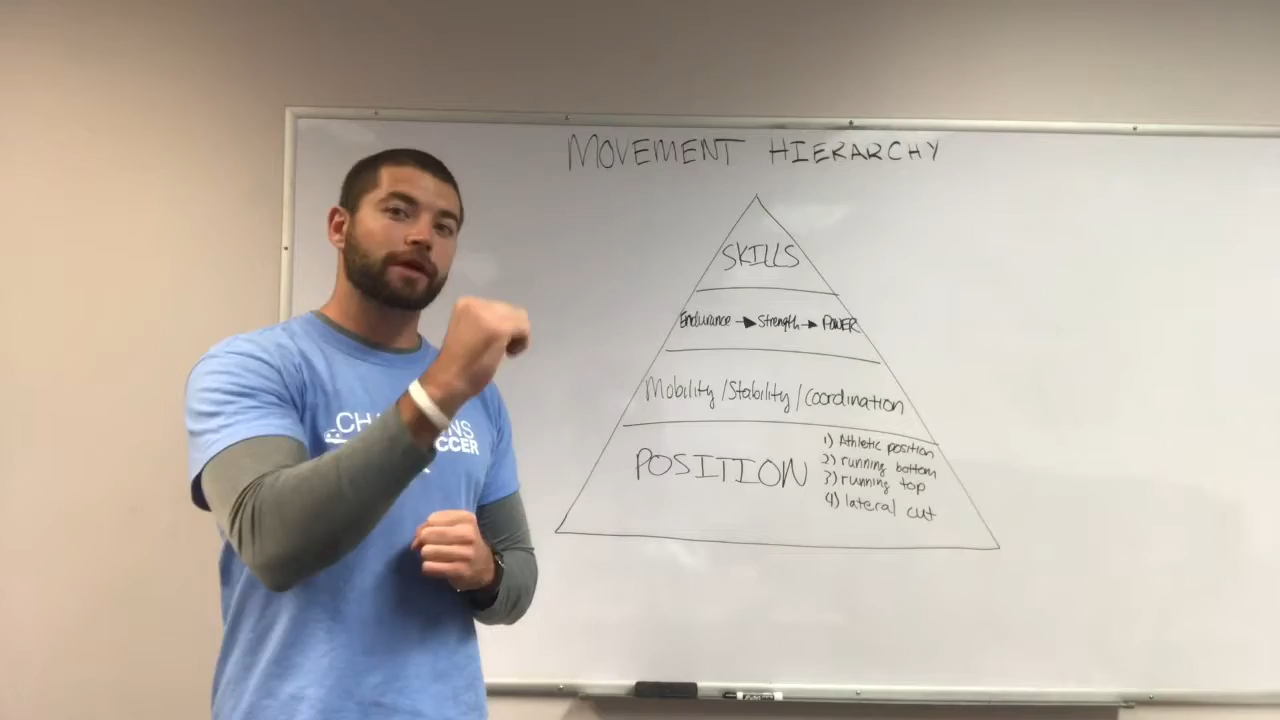 MOVEMENT HIERARCHY
SKILLS
Endurance → Strength → POWER
Mobility/Stability/Coordination
POSITION
1) Athletic position
2) running bottom
3) running top
4) lateral cut